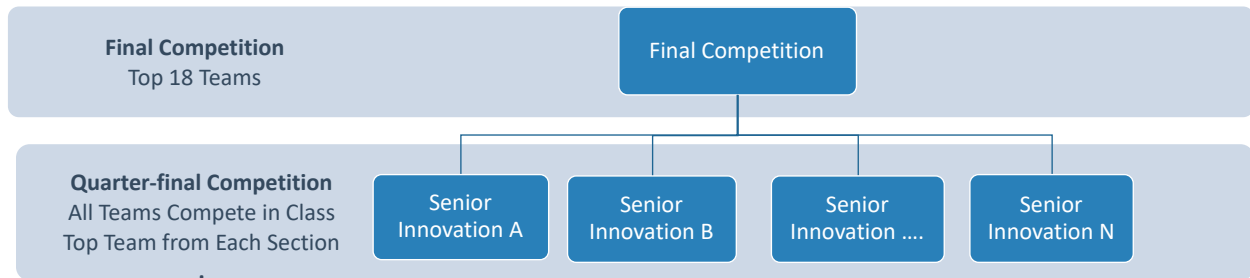 Final Competition
Top 18 Teams
Final Competition
Quarter-final Competition
All Teams Compete in Class
Top Team from Each Section
Senior
Innovation A
Senior
Innovation B
Senior
Innovation ....
Senior
Innovation N